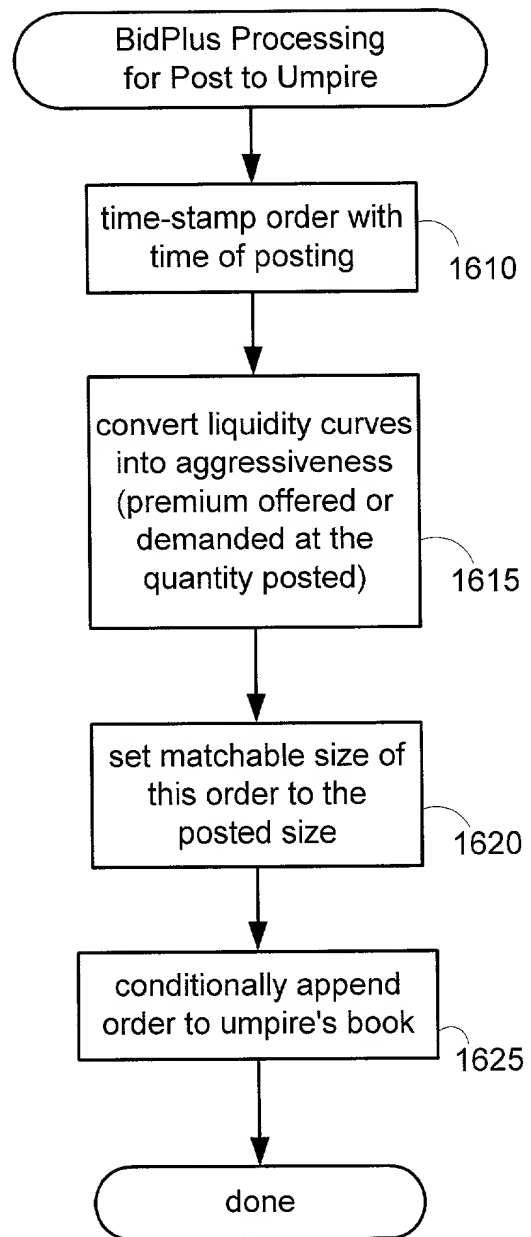 BidPlus Processing
for Post to Umpire
time-stamp order with
time of posting
1610
convert liquidity curves
into aggressiveness
(premium offered or
demanded at the
quantity posted)
1615
set matchable size of
this order to the
posted size
1620
conditionally append
order to umpire's book
1625
done